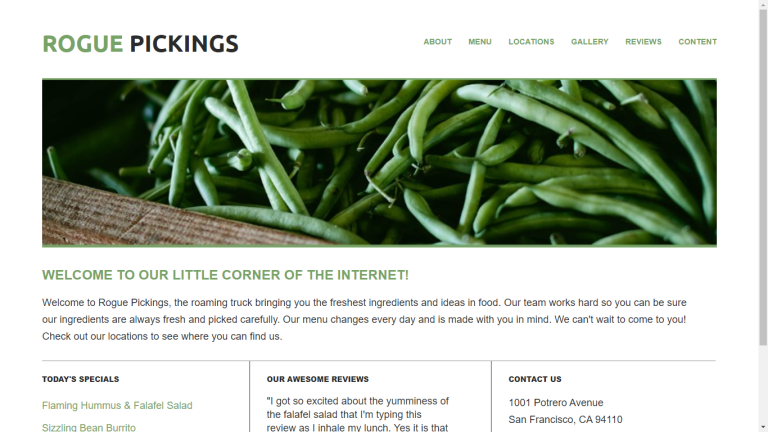 ROGUE PICKINGS
ABOUT MENU LOCATIONS GALLERY REVIEWS CONTENT
WELCOME TO OUR LITTLE CORNER OF THE INTERNET!
Welcome to Rogue Pickings, the roaming truck bringing you the freshest ingredients and ideas in food. Our team works hard so you can be sure
our ingredients are always fresh and picked carefully. Our menu changes every day and is made with you in mind. We can't wait to come to you!
Check out our locations to see where you can find us.
TODAY'S SPECIALS
Flaming Hummus & Falafel Salad
Sizzling Bean Burrito
OUR AWESOME REVIEWS
"I got so excited about the yumminess of
the falafel salad that I'm typing this
review as I inhale my lunch. Yes it is that
CONTACT US
1001 Potrero Avenue
San Francisco, CA 94110